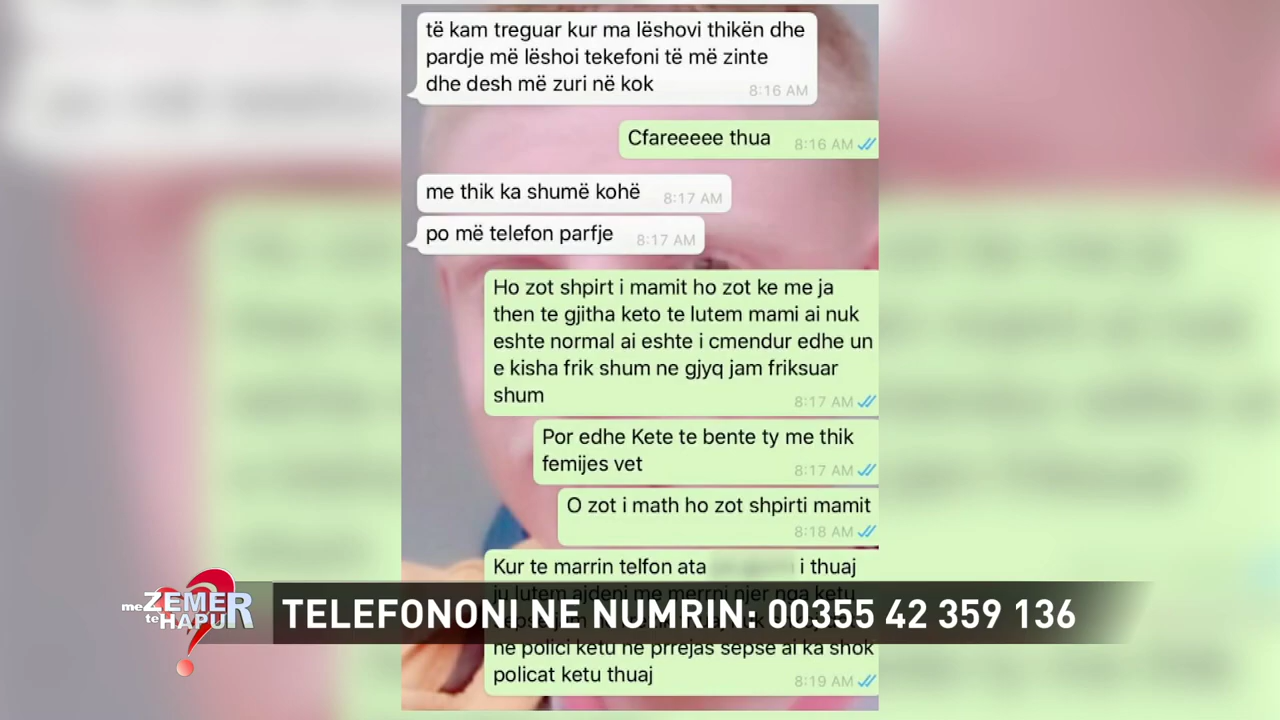 të kam treguar kur ma lëshovi thikën dhe
pardje më lëshoi tekefoni të më zinte
dhe desh më zuri në kok
8:16 AM
Cfareeeee thua
8:16 AM
me thik ka shumë kohë
8:17 AM
po më telefon parfje
8:17 AM
Ho zot shpirt i mamit ho zot ke me ja
then te gjitha keto te lutem mami ai nuk
eshte normal ai eshte i cmendur edhe un
e kisha frik shum ne gjyq jam friksuar
shum
8:17 AM
Por edhe Kete te bente ty me thik
femijes vet
8:17 AM
O zot i math ho zot shpirti mamit
8:18 AM
Kur te marrin telfon ata i thuaj
ju lutem ajdeni me merrni njer nga ketu
ne polici ketu ne prrejas sepse ai ka shok
policat ketu thuaj
8:19 AM
me ZEMER
te HAPUR
TELEFONONI NE NUMRIN: 00355 42 359 136